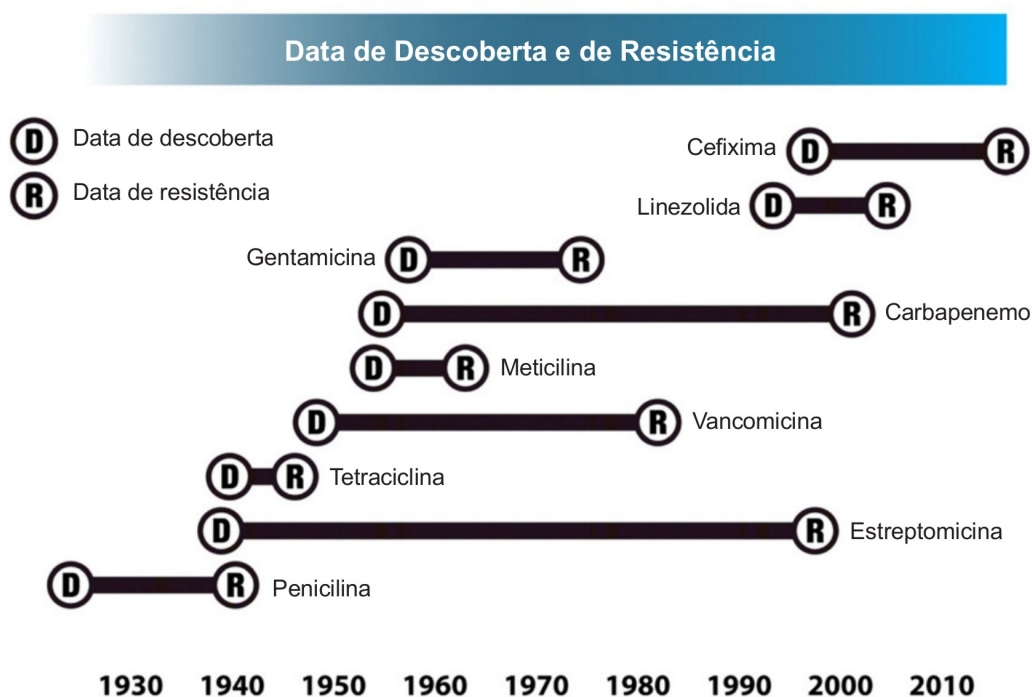 Data de Descoberta e de Resistência
D Data de descoberta
R Data de resistência
Cefixima D R
Linezolida D R
Gentamicina D R
D R Carbapenemo
D R Meticilina
D R Vancomicina
D R Tetraciclina
D R Estreptomicina
D R Penicilina
1930 1940 1950 1960 1970 1980 1990 2000 2010